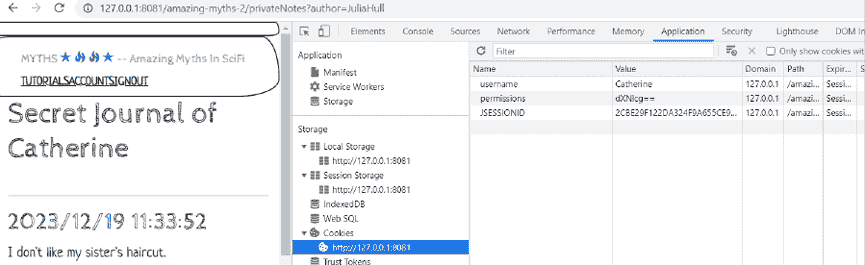 127.0.0.1:8081/amazing-myths-2/privateNotes?author=JuliaHull
MYTHS -- Amazing Myths In SciFi
TUTORIALSACCOUNTSIGNOUT
Secret Journal of
Catherine
2023/12/19 11:33:52
I don't like my sister's haircut.
Elements Console Sources Network Performance Memory Application Security Lighthouse DOM In
Application
Manifest
Service Workers
Storage
Storage
Local Storage
http://127.0.0.1:8081
Session Storage
http://127.0.0.1:8081
IndexedDB
Web SQL
Cookies
http://127.0.0.1:8081
Trust Tokens
Filter
Only show cookies wit
Name Value Domain Path Expir... S
username Catherine 127.0.0.1 /amazi... Sessi...
permissions dXNlcg== 127.0.0.1 /amazi... Sessi...
JSESSIONID 2CBE29F122DA324F9A655CE9... 127.0.0.1 /amazi... Sessi...